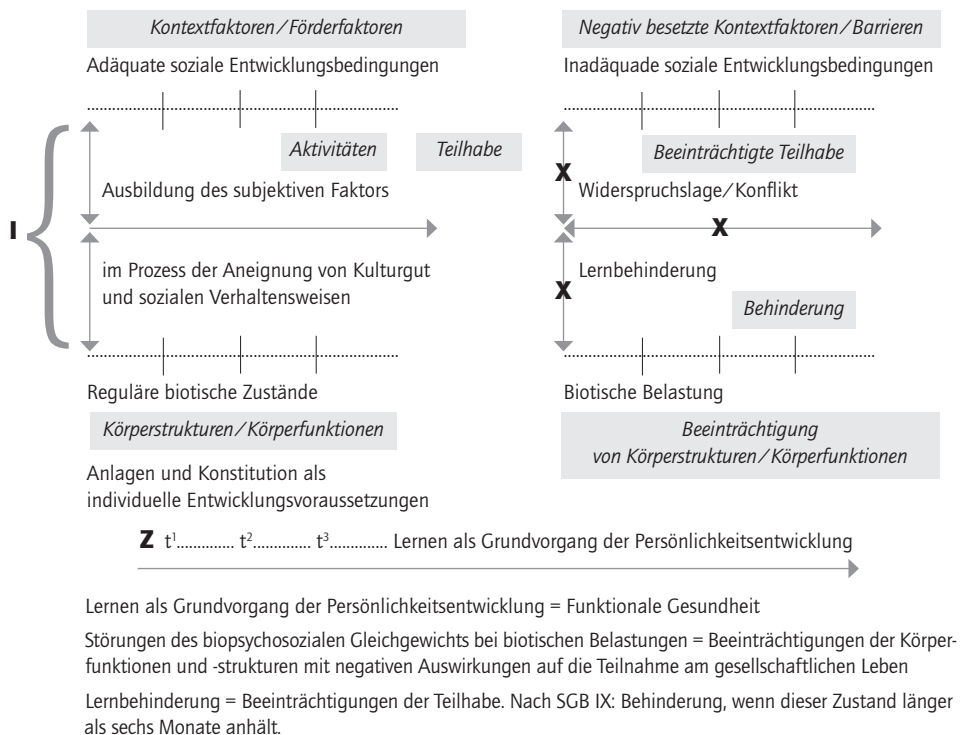 Kontextfaktoren/Förderfaktoren
Adäquate soziale Entwicklungsbedingungen
Aktivitäten
Teilhabe
Ausbildung des subjektiven Faktors
I
im Prozess der Aneignung von Kulturgut
und sozialen Verhaltensweisen
Reguläre biotische Zustände
Körperstrukturen/Körperfunktionen
Anlagen und Konstitution als
individuelle Entwicklungsvoraussetzungen
Negativ besetzte Kontextfaktoren/Barrieren
Inadäquade soziale Entwicklungsbedingungen
Beeinträchtigte Teilhabe
X
Widerspruchslage/Konflikt
X
Lernbehinderung
X
Behinderung
Biotische Belastung
Beeinträchtigung
von Körperstrukturen/Körperfunktionen
Z t¹.............. t².............. t³.............. Lernen als Grundvorgang der Persönlichkeitsentwicklung
Lernen als Grundvorgang der Persönlichkeitsentwicklung = Funktionale Gesundheit
Störungen des biopsychosozialen Gleichgewichts bei biotischen Belastungen = Beeinträchtigungen der Körper-
funktionen und -strukturen mit negativen Auswirkungen auf die Teilnahme am gesellschaftlichen Leben
Lernbehinderung = Beeinträchtigungen der Teilhabe. Nach SGB IX: Behinderung, wenn dieser Zustand länger
als sechs Monate anhält.